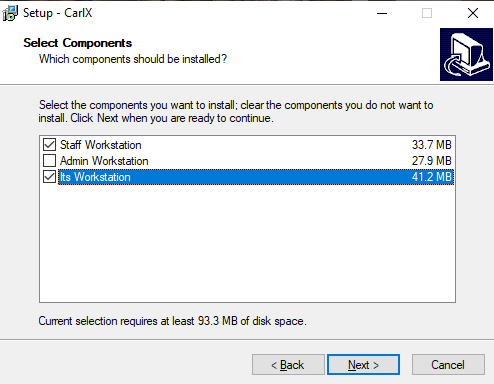 Setup - CarIX
Select Components
Which components should be installed?
Select the components you want to install; clear the components you do not want to
install. Click Next when you are ready to continue.
Staff Workstation 33.7 MB
Admin Workstation 27.9 MB
Its Workstation 41.2 MB
Current selection requires at least 93.3 MB of disk space.
< Back Next > Cancel